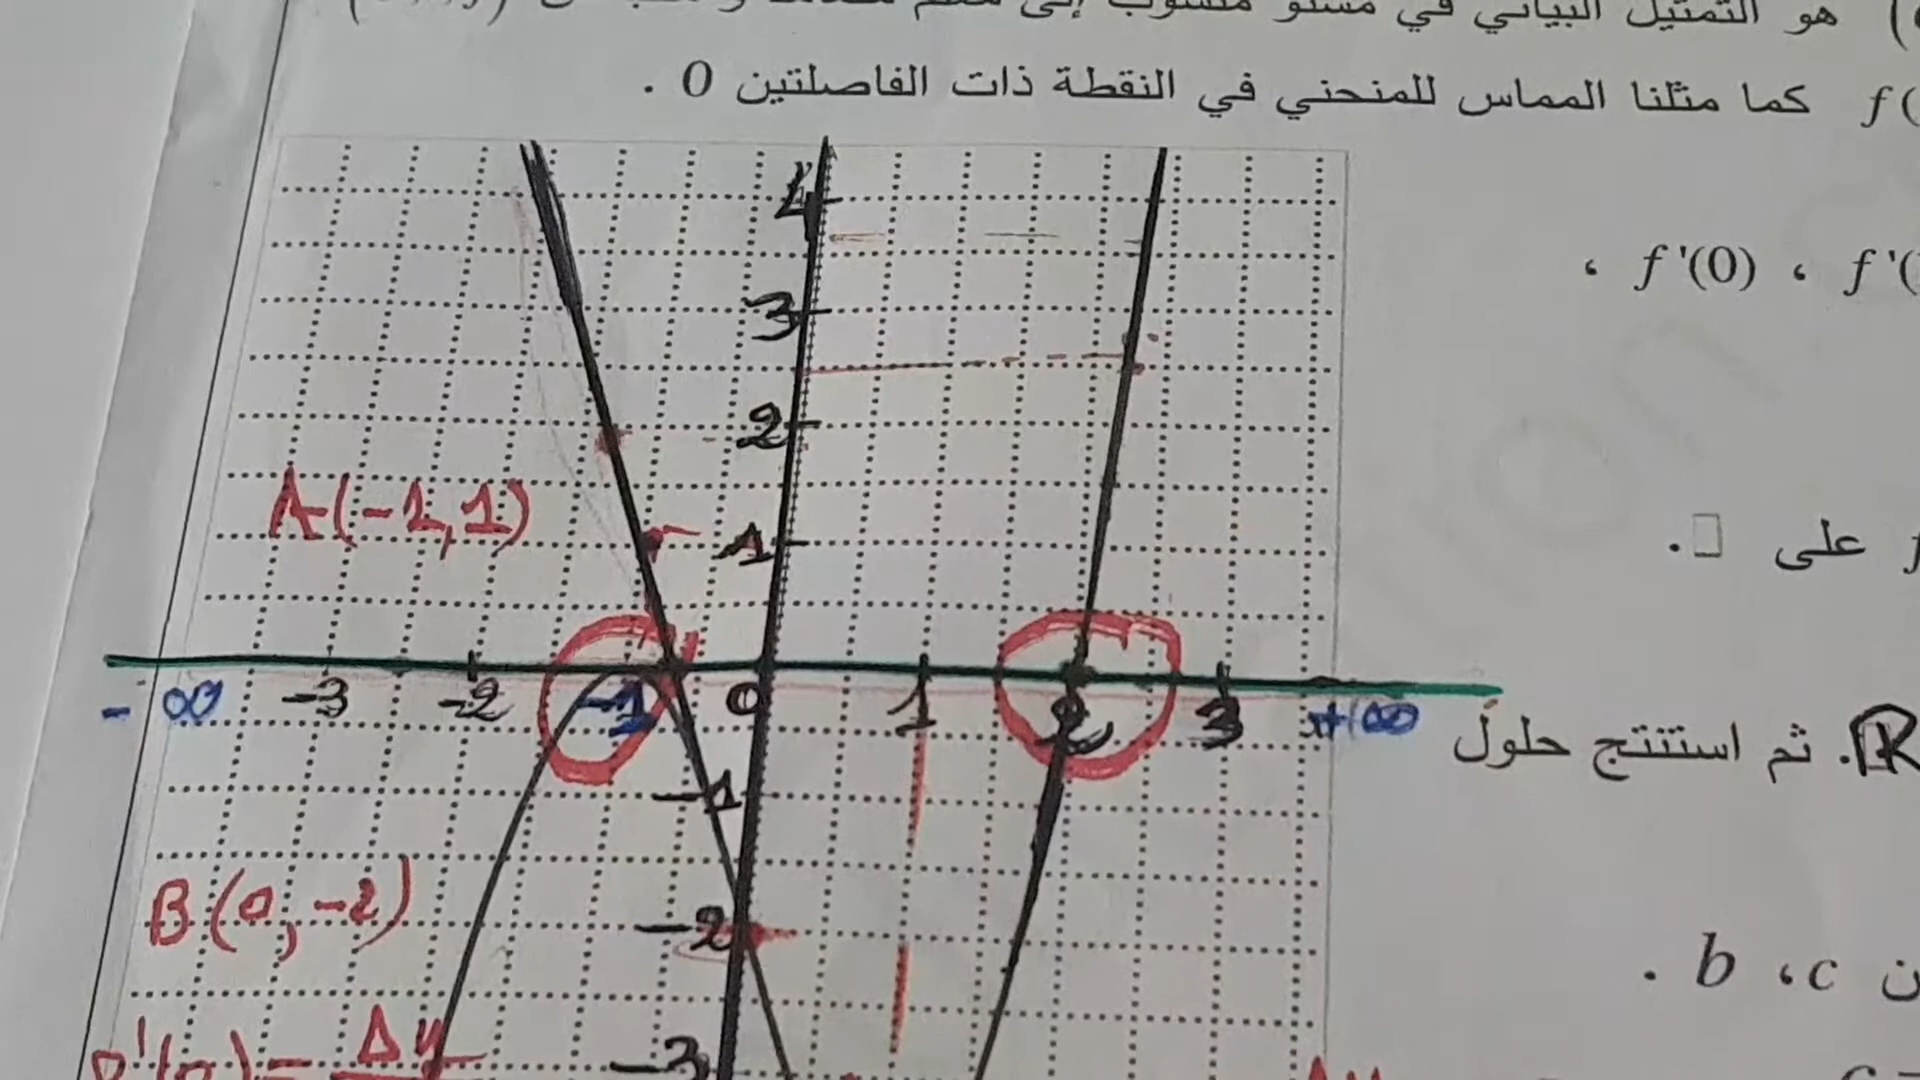 هو التمثيل البياني في مستو منسوب إلى
f( كما مثلنا المماس للمنحني في النقطة ذات الفاصلتين 0 .
f'( ، f'(0) ،
4
3
2
A(-1,1)
1
على □.
-∞ -3 -2 -1 0 1 2 3 +∞
ℝ. ثم استنتج حلول
-1
B(0,-2)
-2
c، b .
-3
Δy